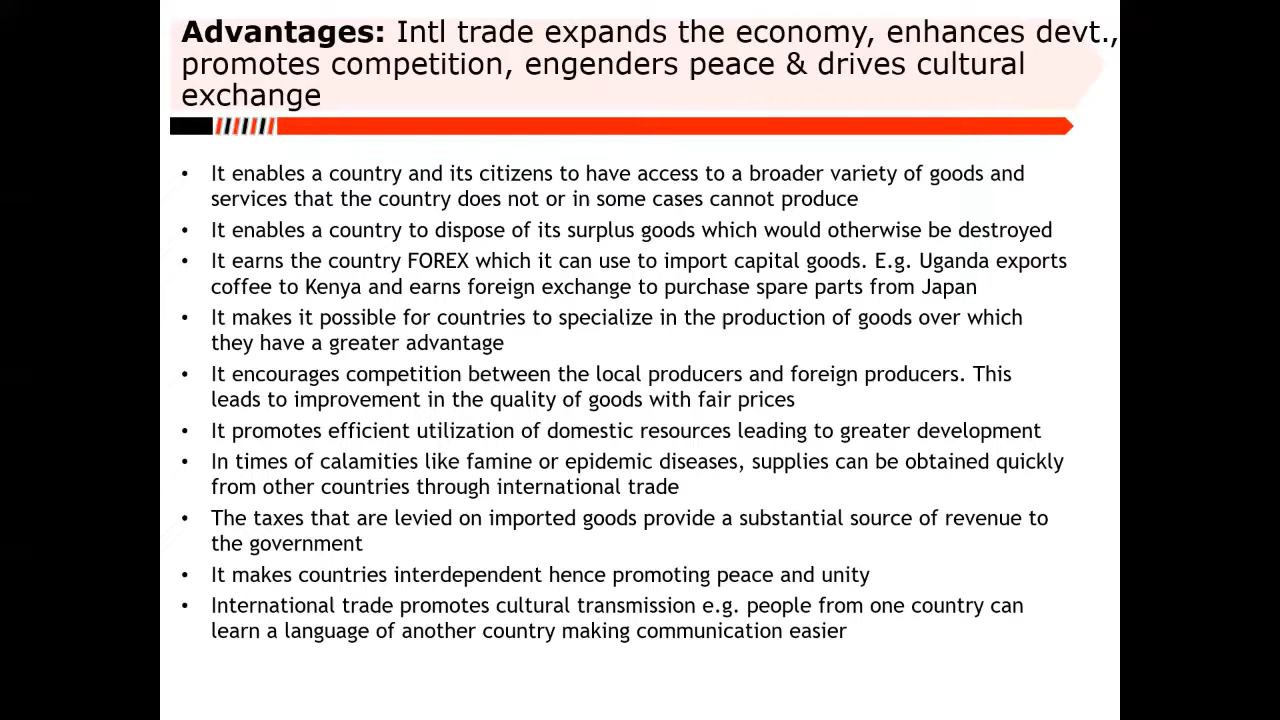 Advantages: Intl trade expands the economy, enhances devt.,
promotes competition, engenders peace & drives cultural
exchange
• It enables a country and its citizens to have access to a broader variety of goods and
services that the country does not or in some cases cannot produce
• It enables a country to dispose of its surplus goods which would otherwise be destroyed
• It earns the country FOREX which it can use to import capital goods. E.g. Uganda exports
coffee to Kenya and earns foreign exchange to purchase spare parts from Japan
• It makes it possible for countries to specialize in the production of goods over which
they have a greater advantage
• It encourages competition between the local producers and foreign producers. This
leads to improvement in the quality of goods with fair prices
• It promotes efficient utilization of domestic resources leading to greater development
• In times of calamities like famine or epidemic diseases, supplies can be obtained quickly
from other countries through international trade
• The taxes that are levied on imported goods provide a substantial source of revenue to
the government
• It makes countries interdependent hence promoting peace and unity
• International trade promotes cultural transmission e.g. people from one country can
learn a language of another country making communication easier